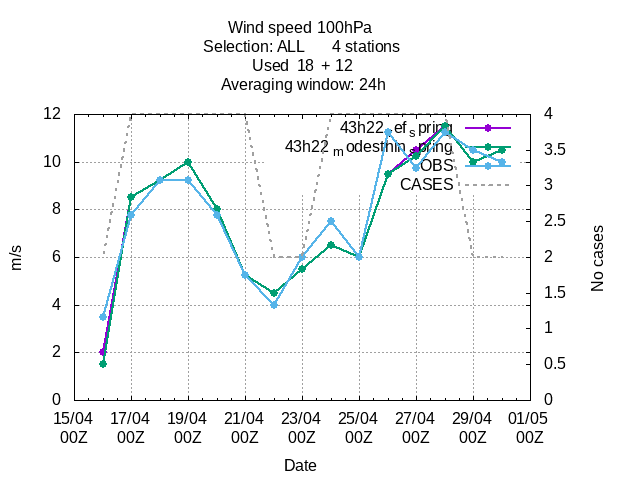 Wind speed 100hPa
Selection: ALL 4 stations
Used 18 + 12
Averaging window: 24h
12
10
8
6
4
2
0
m/s
4
3.5
3
2.5
2
1.5
1
0.5
0
No cases
OBS
CASES
15/04 17/04 19/04 21/04 23/04 25/04 27/04 29/04 01/05
00Z 00Z 00Z 00Z 00Z 00Z 00Z 00Z 00Z
Date